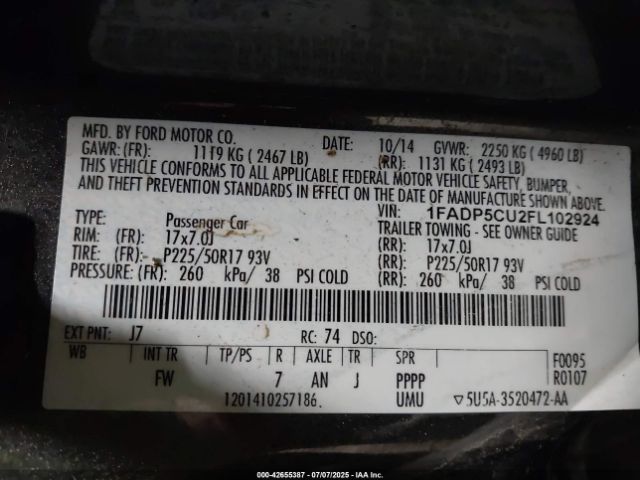 MFD. BY FORD MOTOR CO. DATE: 10/14 GVWR: 2250 KG ( 4960 LB)
GAWR: (FR): 1119 KG ( 2467 LB) (RR): 1131 KG ( 2493 LB)
THIS VEHICLE CONFORMS TO ALL APPLICABLE FEDERAL MOTOR VEHICLE SAFETY, BUMPER,
AND THEFT PREVENTION STANDARDS IN EFFECT ON THE DATE OF MANUFACTURE SHOWN ABOVE.
VIN: 1FADP5CU2FL102924
TYPE: Passenger Car TRAILER TOWING - SEE OWNER GUIDE
RIM: (FR) 17x7.0J (RR) 17x7.0J
TIRE: (FR) P225/50R17 93V (RR) P225/50R17 93V
PRESSURE: (FR) 260 kPa/ 38 PSI COLD (RR) 260 kPa/ 38 PSI COLD
EXT PNT: J7 RC: 74 DSO:
WB INT TR TP/PS R AXLE TR SPR F0095
FW 7 AN J PPPP R0107
1201410257186. UMU ▽5U5A-3520472-AA
000-42655387 - 07/07/2025 - IAA Inc.